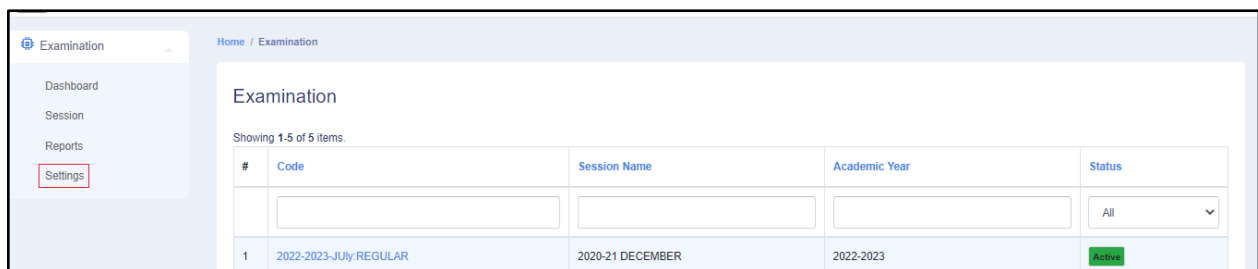 Examination
Home / Examination
Dashboard
Session
Reports
Settings
Examination
Showing 1-5 of 5 items.
# Code Session Name Academic Year Status
All
1 2022-2023-JUly:REGULAR 2020-21 DECEMBER 2022-2023 Active